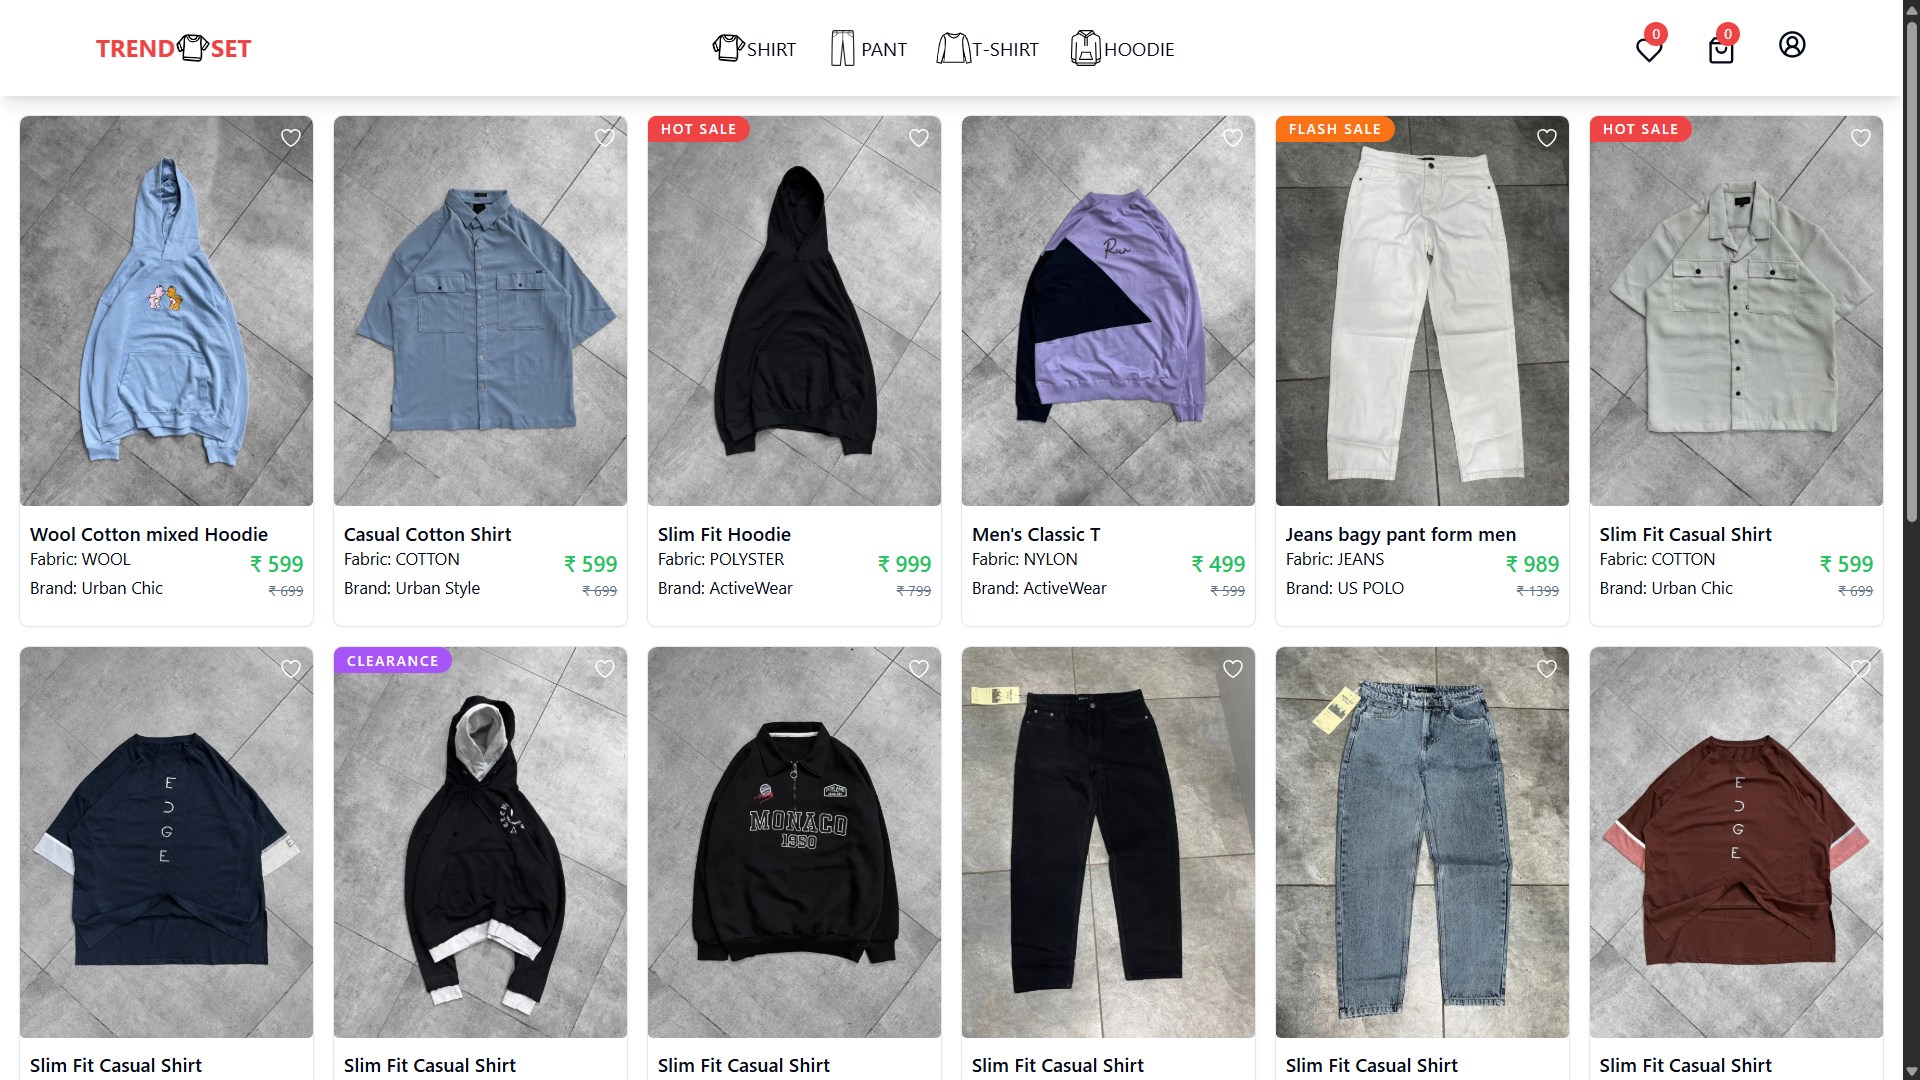 TREND SET
SHIRT
PANT
T-SHIRT
HOODIE
0
0
HOT SALE
FLASH SALE
HOT SALE
Run
Wool Cotton mixed Hoodie
Fabric: WOOL
₹ 599
Brand: Urban Chic
₹ 699
Casual Cotton Shirt
Fabric: COTTON
₹ 599
Brand: Urban Style
₹ 699
Slim Fit Hoodie
Fabric: POLYSTER
₹ 999
Brand: ActiveWear
₹ 799
Men's Classic T
Fabric: NYLON
₹ 499
Brand: ActiveWear
₹ 599
Jeans bagy pant form men
Fabric: JEANS
₹ 989
Brand: US POLO
₹ 1399
Slim Fit Casual Shirt
Fabric: COTTON
₹ 599
Brand: Urban Chic
₹ 699
CLEARANCE
EDGE
E
MONACO
1950
EDGE
Slim Fit Casual Shirt
Slim Fit Casual Shirt
Slim Fit Casual Shirt
Slim Fit Casual Shirt
Slim Fit Casual Shirt
Slim Fit Casual Shirt